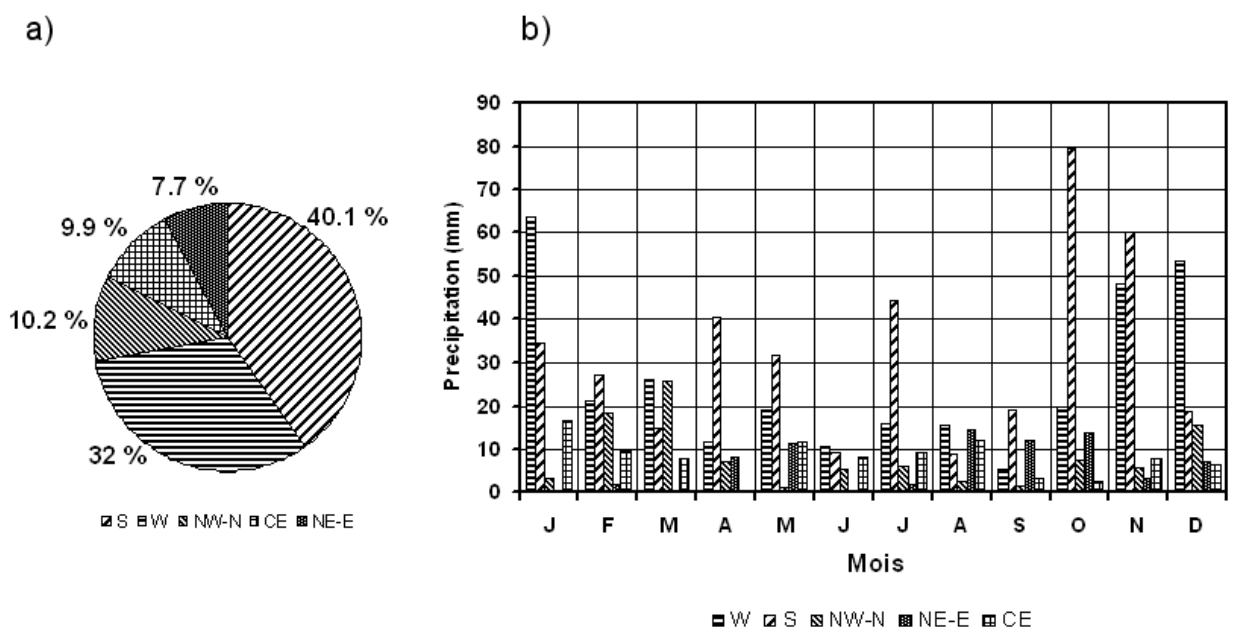 a)
b)
7.7 %
40.1 %
9.9 %
10.2 %
32 %
S W NW-N CE NE-E
Precipitation (mm)
90
80
70
60
50
40
30
20
10
0
J F M A M J J A S O N D
Mois
W S NW-N NE-E CE